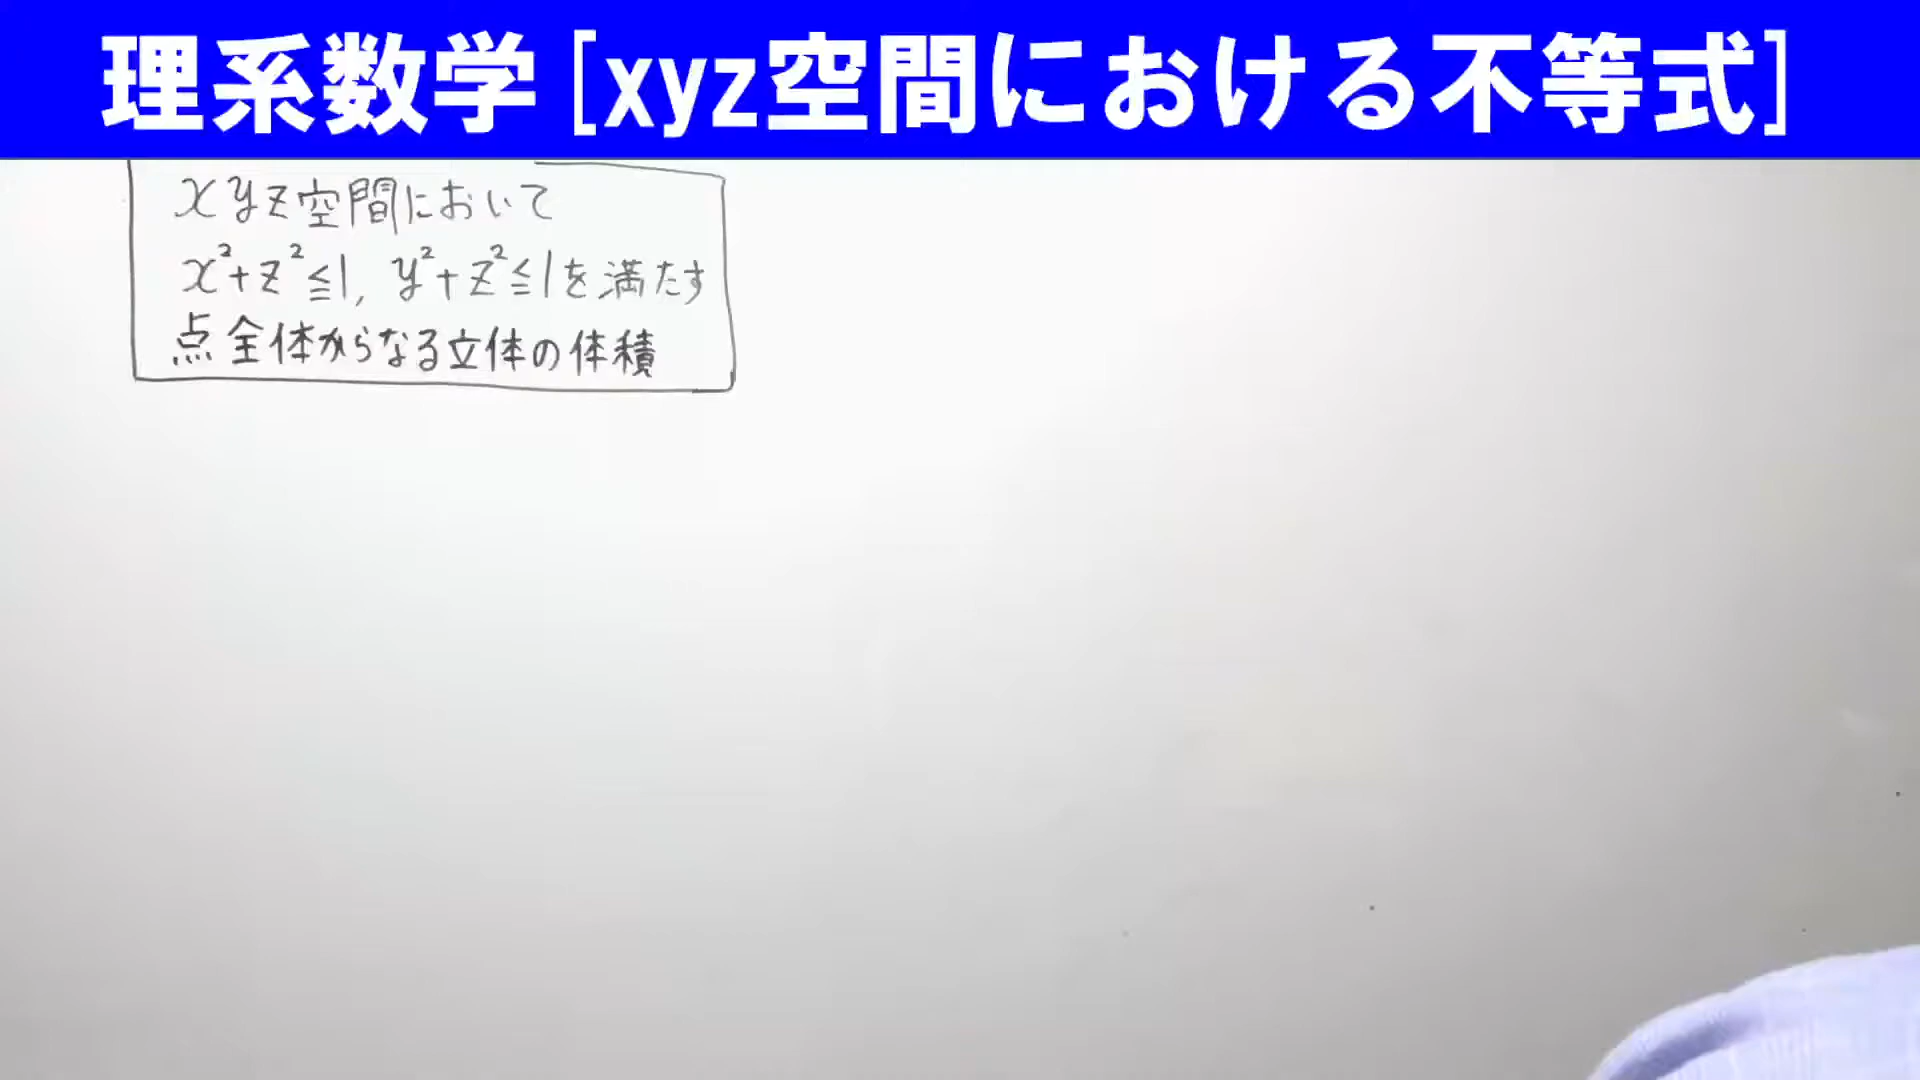 理系数学[xyz空間における不等式]
xyz空間において
x²+z²≦1, y²+z²≦1を満たす
点全体からなる立体の体積